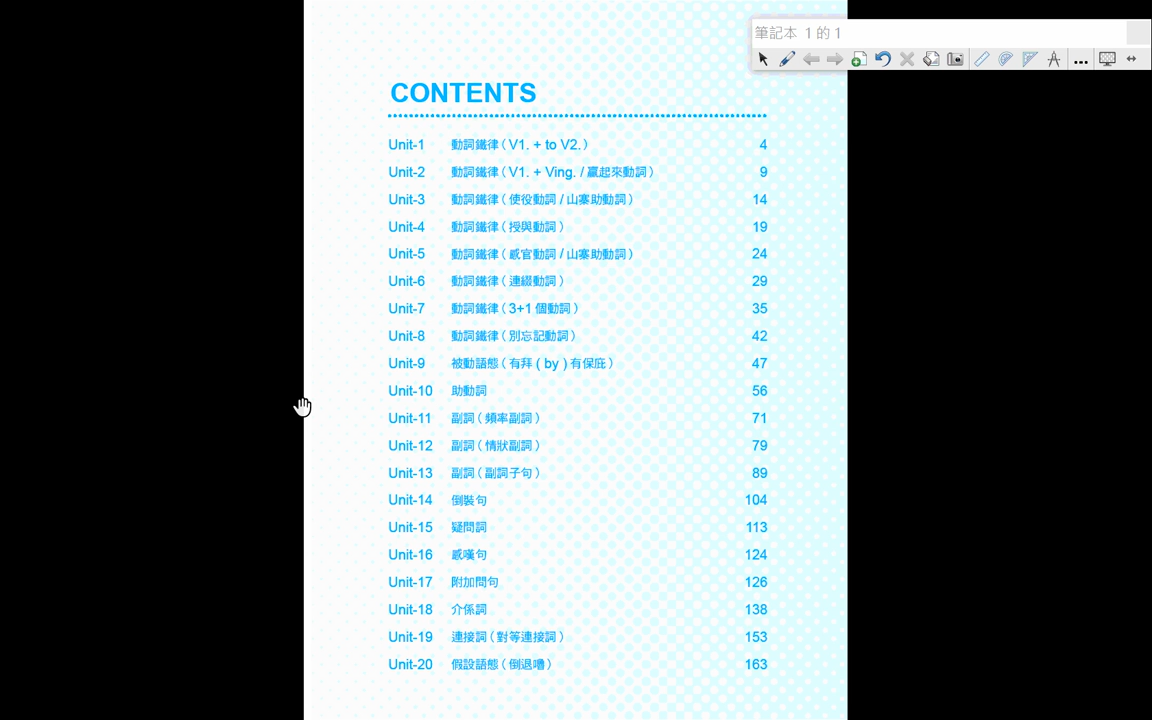 筆記本 1 的 1
CONTENTS
Unit-1 動詞鐵律 ( V1. + to V2. ) 4
Unit-2 動詞鐵律 ( V1. + Ving. / 贏起來動詞 ) 9
Unit-3 動詞鐵律 ( 使役動詞 / 山寨助動詞 ) 14
Unit-4 動詞鐵律 ( 授與動詞 ) 19
Unit-5 動詞鐵律 ( 感官動詞 / 山寨助動詞 ) 24
Unit-6 動詞鐵律 ( 連綴動詞 ) 29
Unit-7 動詞鐵律 ( 3+1 個動詞 ) 35
Unit-8 動詞鐵律 ( 別忘記動詞 ) 42
Unit-9 被動語態 ( 有拜 ( by ) 有保庇 ) 47
Unit-10 助動詞 56
Unit-11 副詞 ( 頻率副詞 ) 71
Unit-12 副詞 ( 情狀副詞 ) 79
Unit-13 副詞 ( 副詞子句 ) 89
Unit-14 倒裝句 104
Unit-15 疑問詞 113
Unit-16 感嘆句 124
Unit-17 附加問句 126
Unit-18 介係詞 138
Unit-19 連接詞 ( 對等連接詞 ) 153
Unit-20 假設語態 ( 倒退嚕 ) 163